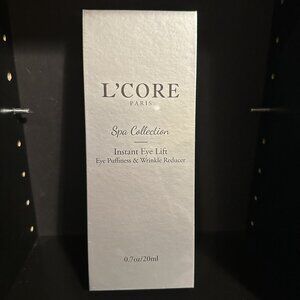 L'CORE
PARIS
Spa Collection
Instant Eye Lift
Eye Puffiness & Wrinkle Reducer
0.7oz/20ml